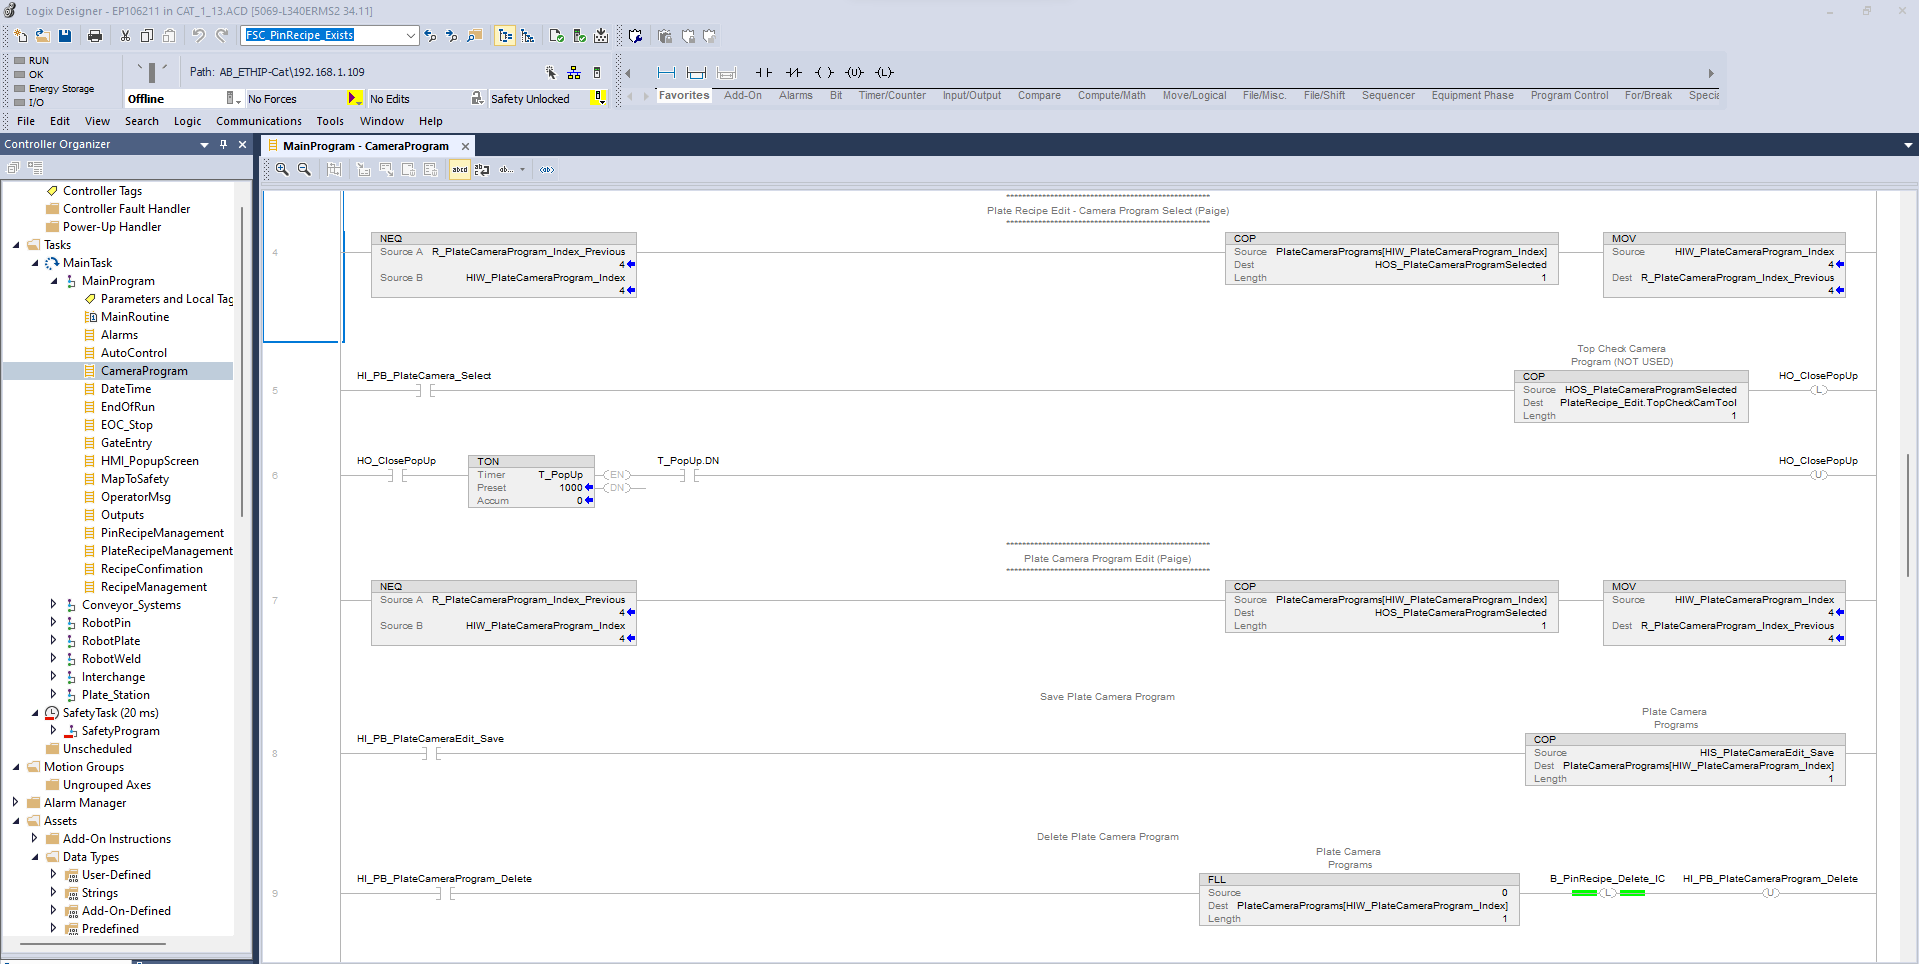 Logix Designer - EP106211 in CAT_1_13.ACD [5069-L340ERMS2 34.11]
FSC_PinRecipe_Exists
RUN
OK
Energy Storage
I/O
Path: AB_ETHIP-Cat\192.168.1.109
Offline No Forces No Edits Safety Unlocked
Favorites Add-On Alarms Bit Timer/Counter Input/Output Compare Compute/Math Move/Logical File/Misc. File/Shift Sequencer Equipment Phase Program Control For/Break Specia
File Edit View Search Logic Communications Tools Window Help
Controller Organizer
Controller Tags
Controller Fault Handler
Power-Up Handler
Tasks
MainTask
MainProgram
Parameters and Local Tag
MainRoutine
Alarms
AutoControl
CameraProgram
DateTime
EndOfRun
EOC_Stop
GateEntry
HMI_PopupScreen
MapToSafety
OperatorMsg
Outputs
PinRecipeManagement
PlateRecipeManagement
RecipeConfimation
RecipeManagement
Conveyor_Systems
RobotPin
RobotPlate
RobotWeld
Interchange
Plate_Station
SafetyTask (20 ms)
SafetyProgram
Unscheduled
Motion Groups
Ungrouped Axes
Alarm Manager
Assets
Add-On Instructions
Data Types
User-Defined
Strings
Add-On-Defined
Predefined
MainProgram - CameraProgram
abcd ab... <ab>
Plate Recipe Edit - Camera Program Select (Paige)
4
NEQ
Source A R_PlateCameraProgram_Index_Previous
4
Source B HIW_PlateCameraProgram_Index
4
COP
Source PlateCameraPrograms[HIW_PlateCameraProgram_Index]
Dest HOS_PlateCameraProgramSelected
Length 1
MOV
Source HIW_PlateCameraProgram_Index
4
Dest R_PlateCameraProgram_Index_Previous
4
5
HI_PB_PlateCamera_Select
Top Check Camera
Program (NOT USED)
COP
Source HOS_PlateCameraProgramSelected
Dest PlateRecipe_Edit.TopCheckCamTool
Length 1
HO_ClosePopUp
L
6
HO_ClosePopUp
TON
Timer T_PopUp
Preset 1000
Accum 0
EN
DN
T_PopUp.DN
HO_ClosePopUp
U
Plate Camera Program Edit (Paige)
7
NEQ
Source A R_PlateCameraProgram_Index_Previous
4
Source B HIW_PlateCameraProgram_Index
4
COP
Source PlateCameraPrograms[HIW_PlateCameraProgram_Index]
Dest HOS_PlateCameraProgramSelected
Length 1
MOV
Source HIW_PlateCameraProgram_Index
4
Dest R_PlateCameraProgram_Index_Previous
4
Save Plate Camera Program
8
HI_PB_PlateCameraEdit_Save
Plate Camera
Programs
COP
Source HIS_PlateCameraEdit_Save
Dest PlateCameraPrograms[HIW_PlateCameraProgram_Index]
Length 1
Delete Plate Camera Program
9
HI_PB_PlateCameraProgram_Delete
Plate Camera
Programs
FLL
Source 0
Dest PlateCameraPrograms[HIW_PlateCameraProgram_Index]
Length 1
B_PinRecipe_Delete_IC
L
HI_PB_PlateCameraProgram_Delete
U